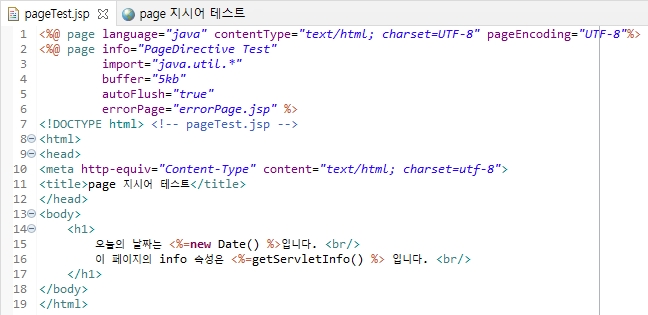 pageTest.jsp page 지시어 테스트
1 <%@ page language="java" contentType="text/html; charset=UTF-8" pageEncoding="UTF-8"%>
2 <%@ page info="PageDirective Test"
3 import="java.util.*"
4 buffer="5kb"
5 autoFlush="true"
6 errorPage="errorPage.jsp" %>
7 <!DOCTYPE html> <!-- pageTest.jsp -->
8 <html>
9 <head>
10 <meta http-equiv="Content-Type" content="text/html; charset=utf-8">
11 <title>page 지시어 테스트</title>
12 </head>
13 <body>
14 <h1>
15 오늘의 날짜는 <%=new Date() %>입니다. <br/>
16 이 페이지의 info 속성은 <%=getServletInfo() %> 입니다. <br/>
17 </h1>
18 </body>
19 </html>